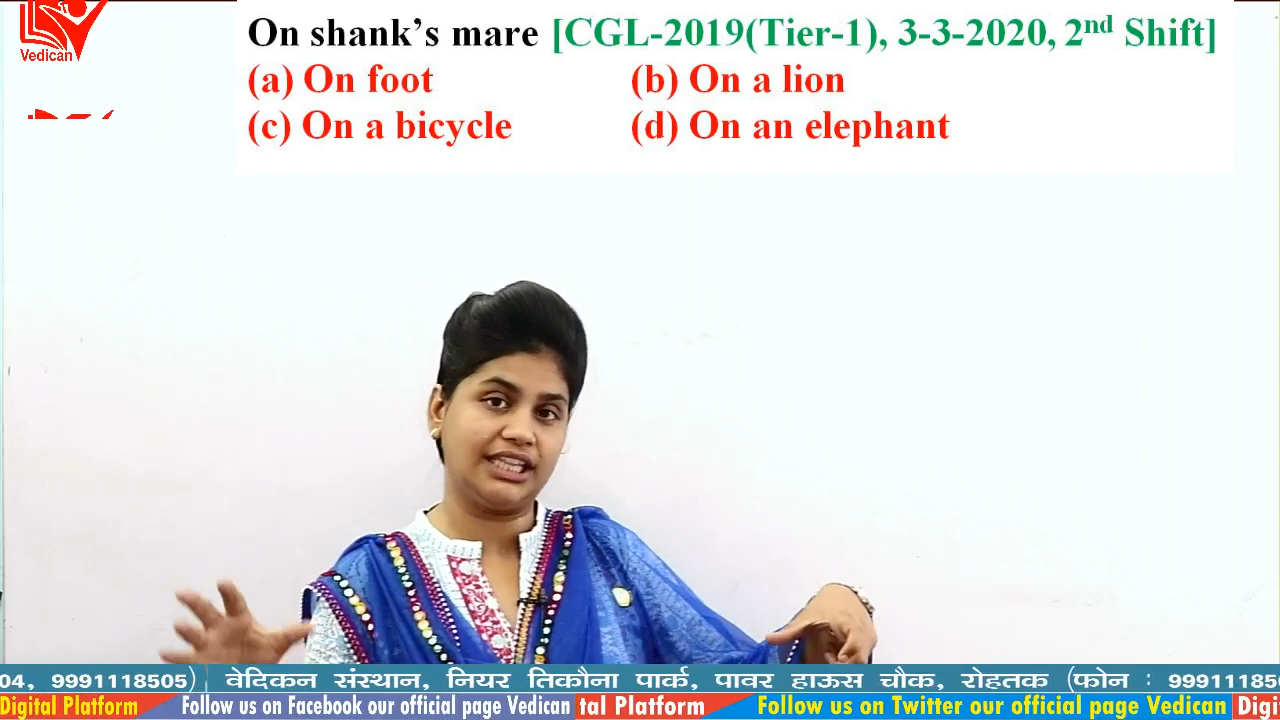 Vedican
On shank's mare [CGL-2019(Tier-1), 3-3-2020, 2nd Shift]
(a) On foot (b) On a lion
(c) On a bicycle (d) On an elephant
04, 9991118505) वेदिकन संस्थान, नियर तिकौना पार्क, पावर हाऊस चौक, रोहतक (फोन : 99911185
Digital Platform Follow us on Facebook our official page Vedican tal Platform Follow us on Twitter our official page Vedican Digi